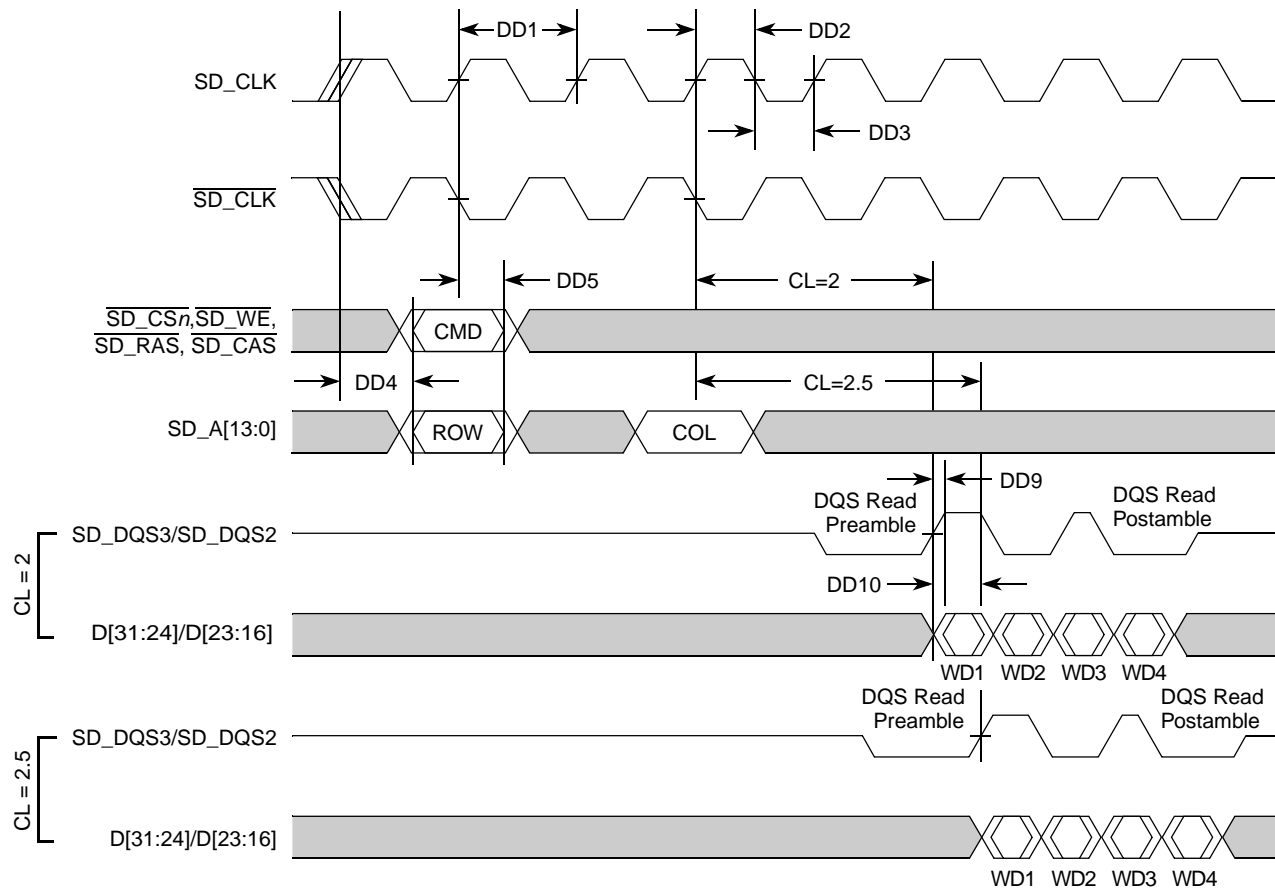 DD1
DD2
SD_CLK
DD3
SD_CLK
DD5
CL=2
SD_CSn,SD_WE,
SD_RAS, SD_CAS
CMD
DD4
CL=2.5
SD_A[13:0]
ROW
COL
DD9
DQS Read
Preamble
DQS Read
Postamble
SD_DQS3/SD_DQS2
CL = 2
DD10
D[31:24]/D[23:16]
WD1 WD2 WD3 WD4
DQS Read
Preamble
DQS Read
Postamble
SD_DQS3/SD_DQS2
CL = 2.5
D[31:24]/D[23:16]
WD1 WD2 WD3 WD4